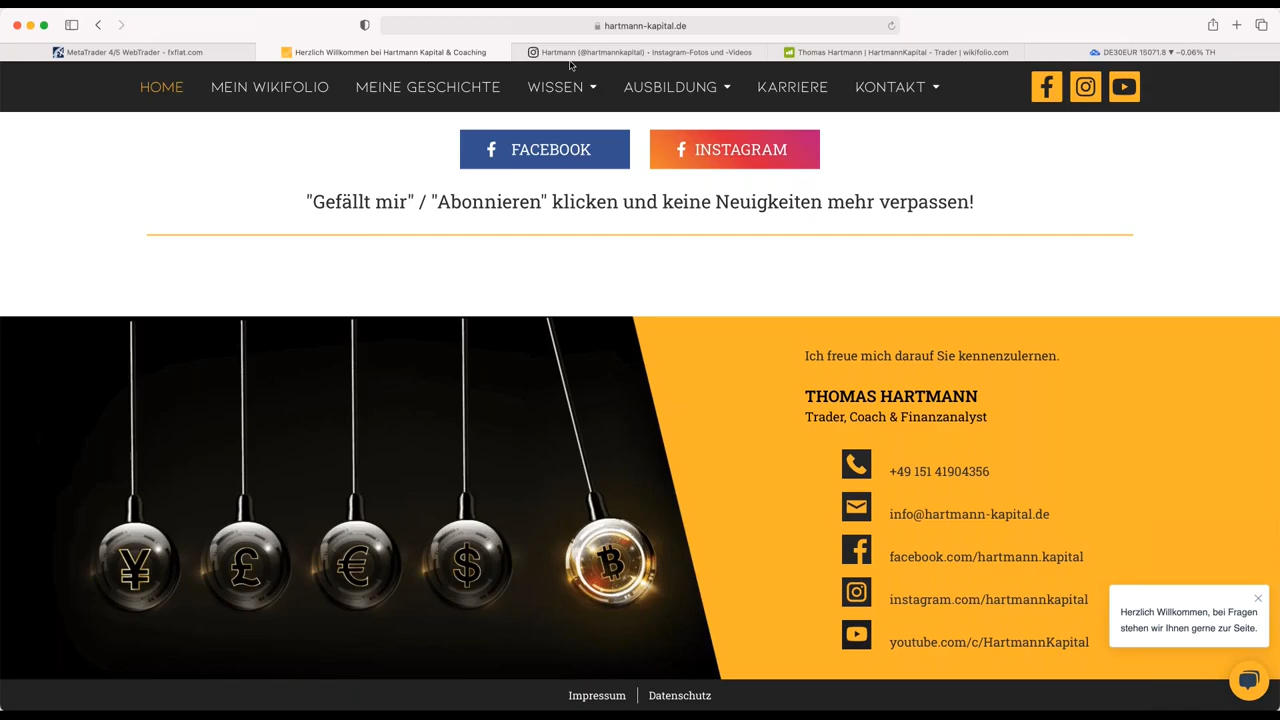 hartmann-kapital.de
MetaTrader 4/5 WebTrader - fxflat.com
Herzlich Willkommen bei Hartmann Kapital & Coaching
Hartmann (@hartmannkapital) • Instagram-Fotos und -Videos
Thomas Hartmann | HartmannKapital - Trader | wikifolio.com
DE30EUR 15071.8 ▼ −0.06% TH
HOME MEIN WIKIFOLIO MEINE GESCHICHTE WISSEN AUSBILDUNG KARRIERE KONTAKT
FACEBOOK INSTAGRAM
"Gefällt mir" / "Abonnieren" klicken und keine Neuigkeiten mehr verpassen!
Ich freue mich darauf Sie kennenzulernen.
THOMAS HARTMANN
Trader, Coach & Finanzanalyst
+49 151 41904356
info@hartmann-kapital.de
facebook.com/hartmann.kapital
instagram.com/hartmannkapital
youtube.com/c/HartmannKapital
¥ £ € $ ₿
Herzlich Willkommen, bei Fragen
stehen wir Ihnen gerne zur Seite.
Impressum | Datenschutz